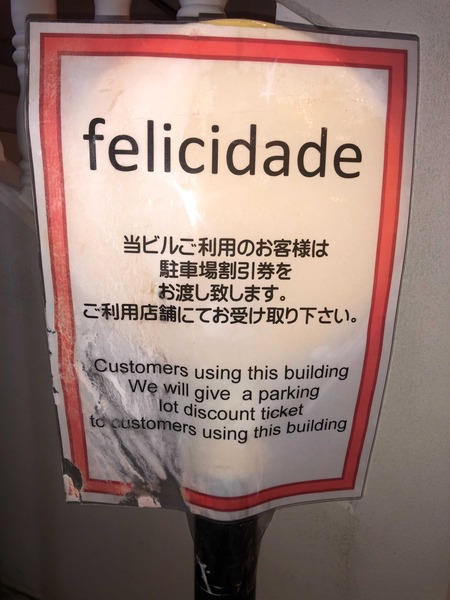 felicidade
当ビルご利用のお客様は
駐車場割引券を
お渡し致します。
ご利用店舗にてお受け取り下さい。
Customers using this building
We will give a parking
lot discount ticket
to customers using this building